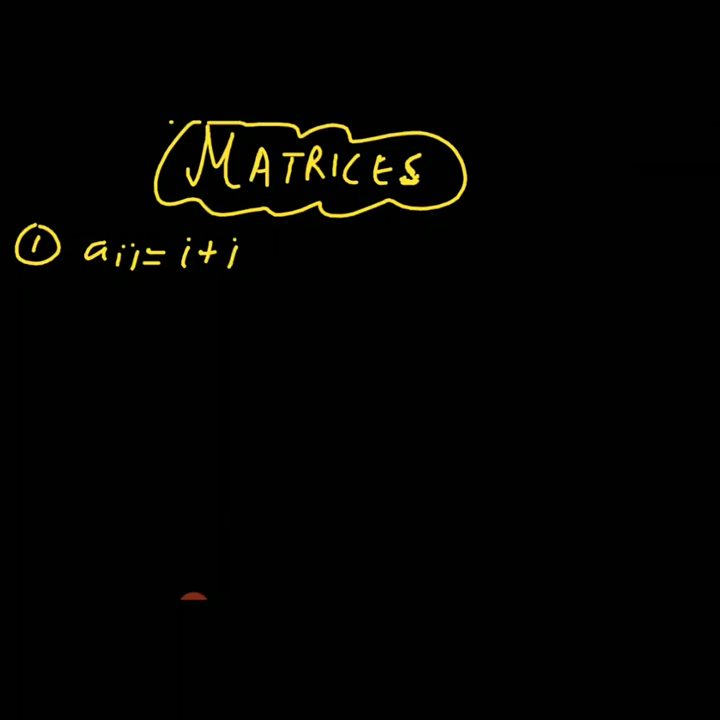 MATRICES
① aij = i + j